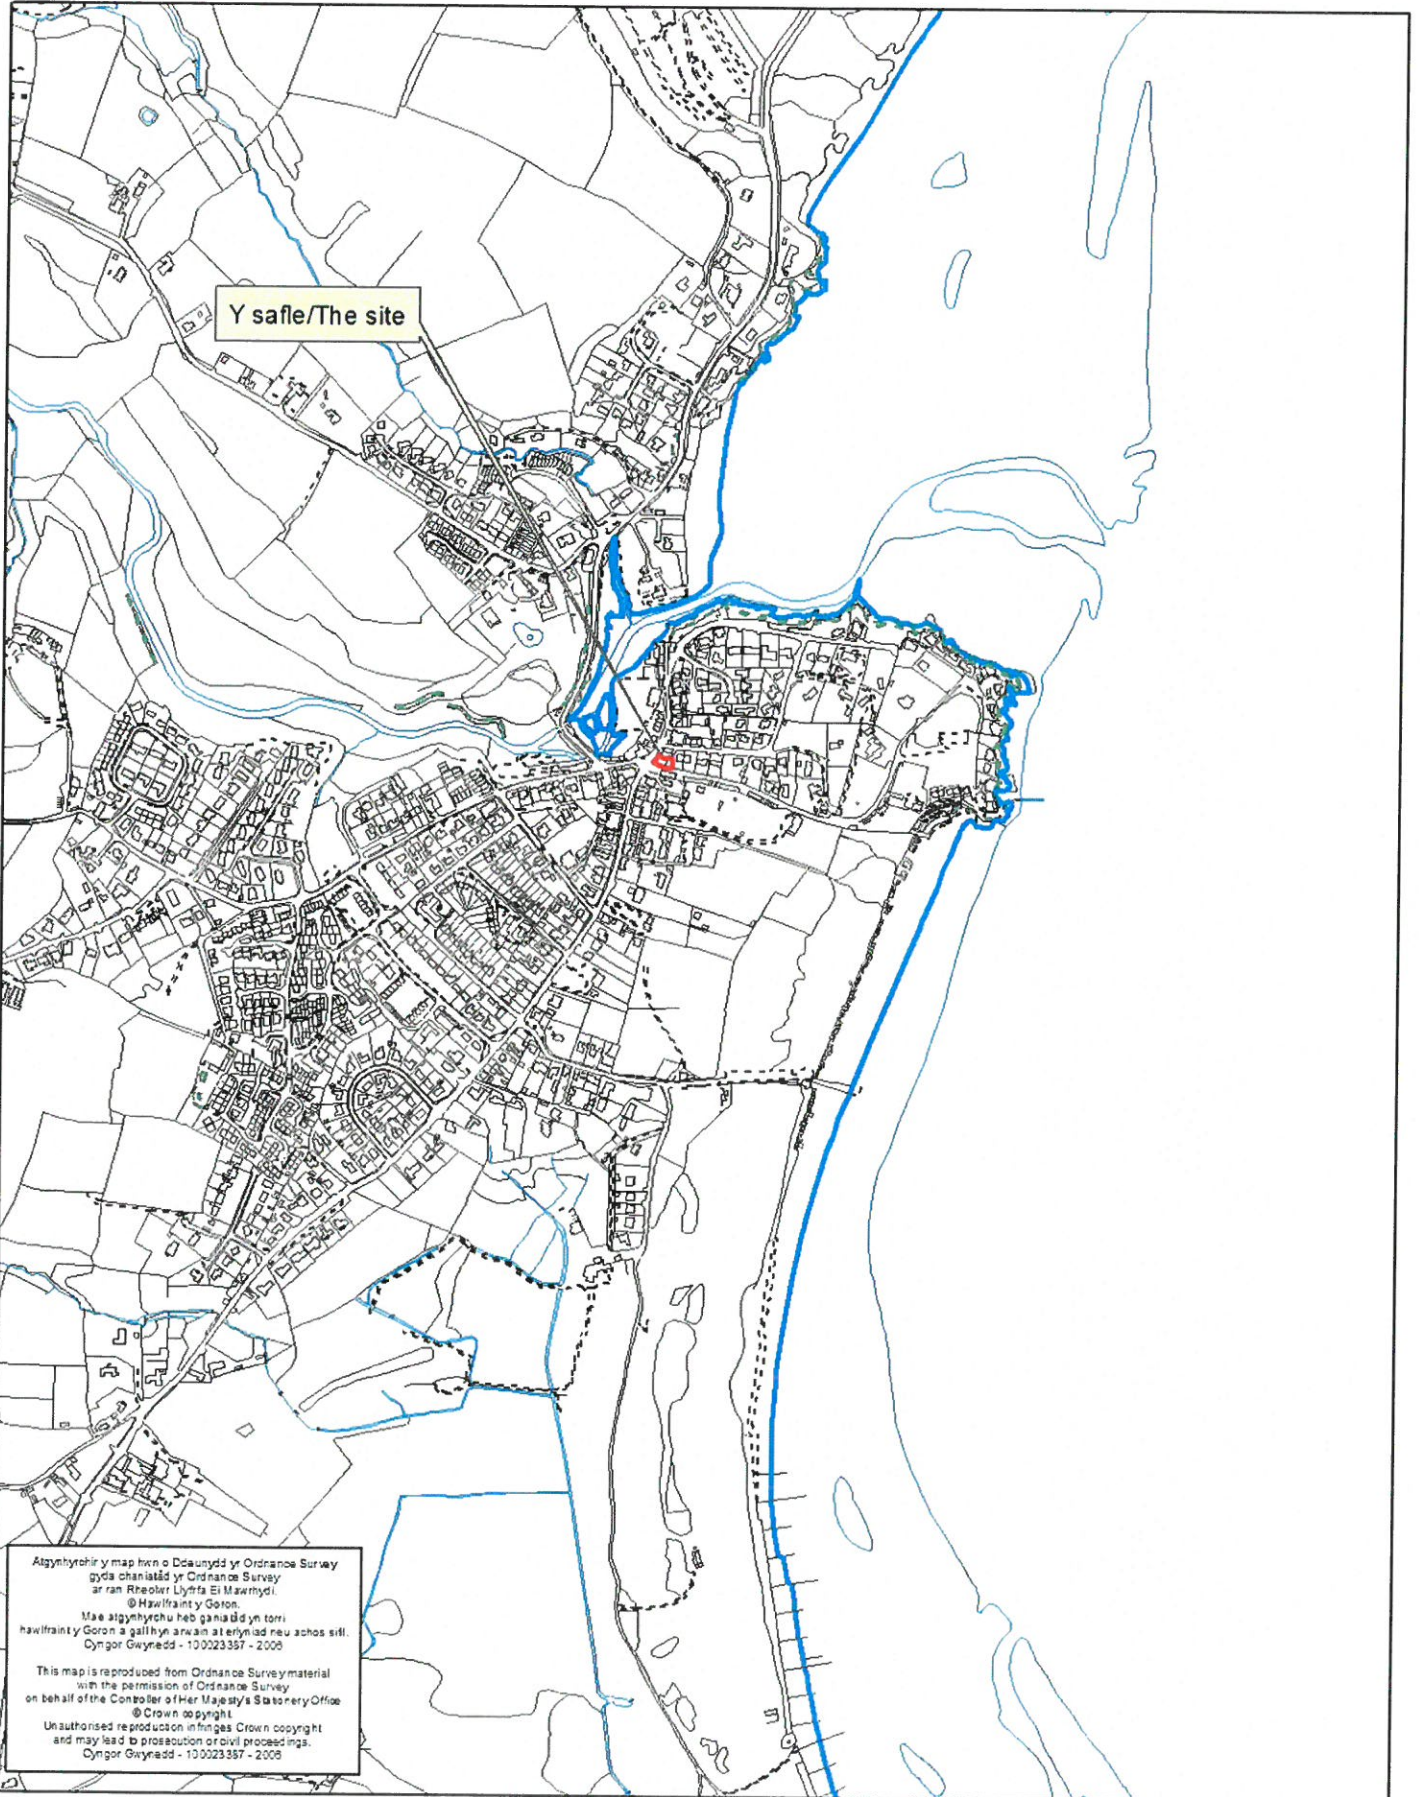 Y safle/The site
Atgynhyrchir y map hwn o Ddeunydd yr Ordnance Survey
gyda chaniatâd yr Ordnance Survey
ar ran Rheolwr Llyfrfa Ei Mawrhydi.
© Hawlfraint y Goron.
Mae atgynhyrchu heb ganiatâd yn torri
hawlfraint y Goron a gall hyn arwain at erlyniad neu achos sifil.
Cyngor Gwynedd - 100023387 - 2006
This map is reproduced from Ordnance Survey material
with the permission of Ordnance Survey
on behalf of the Controller of Her Majesty's Stationery Office
© Crown copyright.
Unauthorised reproduction infringes Crown copyright
and may lead to prosecution or civil proceedings.
Cyngor Gwynedd - 100023387 - 2006